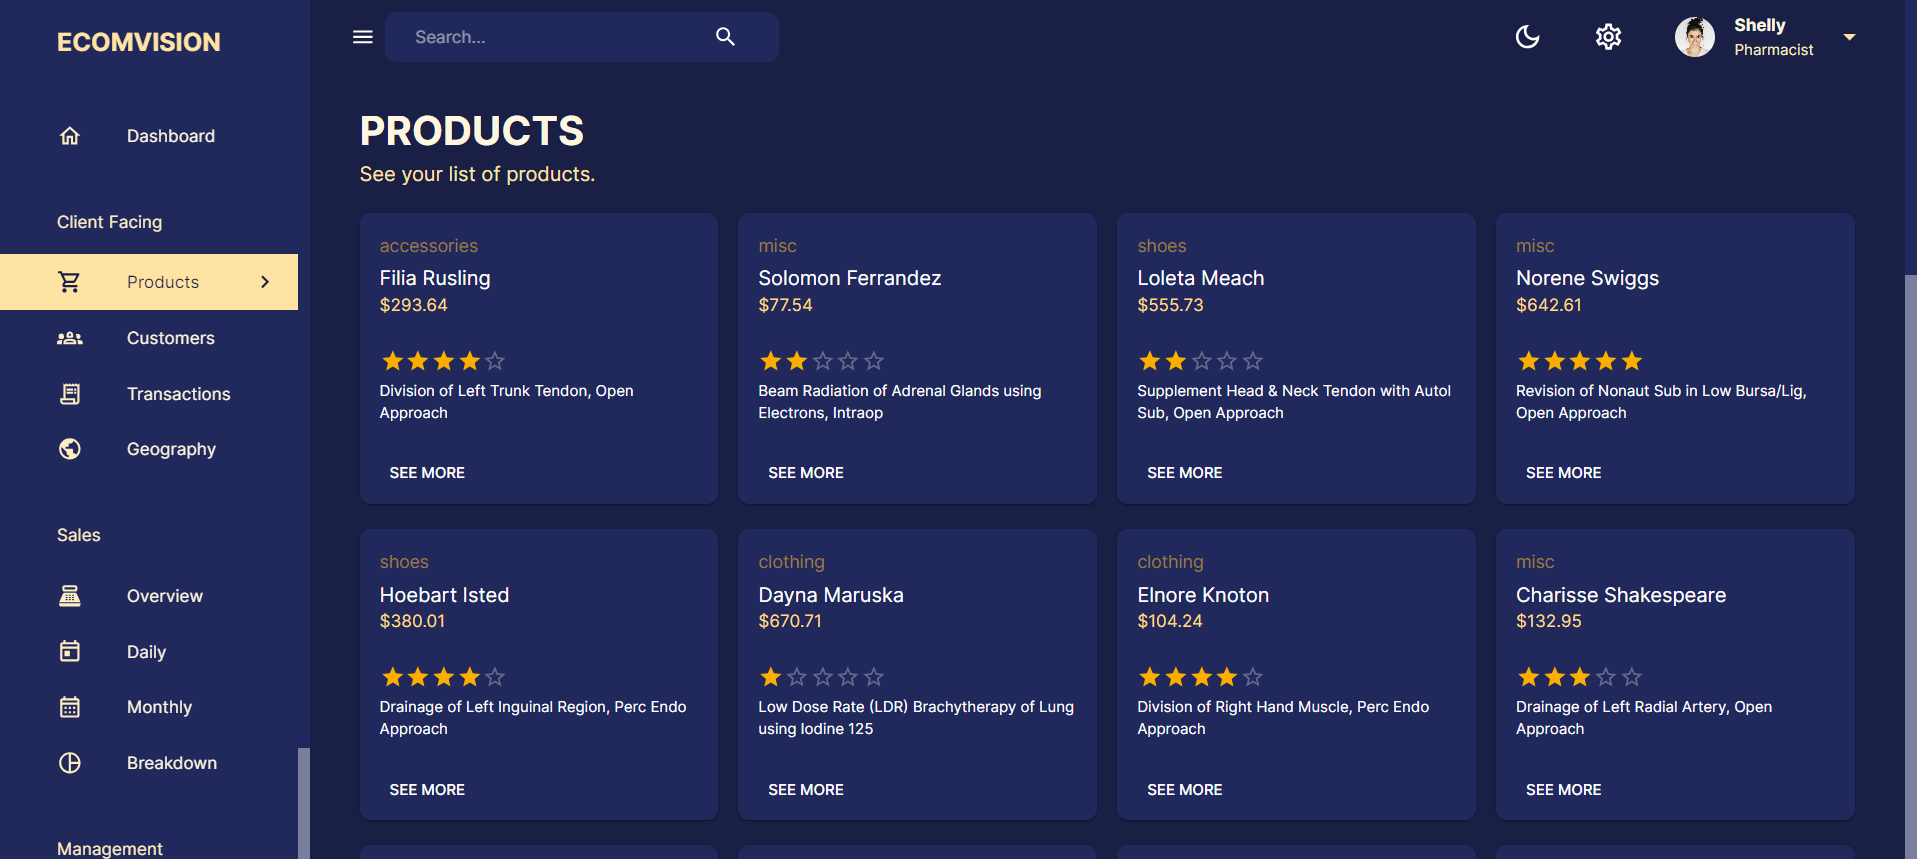 ECOMVISION
Dashboard
Client Facing
Products
Customers
Transactions
Geography
Sales
Overview
Daily
Monthly
Breakdown
Management
Search...
Shelly
Pharmacist
PRODUCTS
See your list of products.
accessories
Filia Rusling
$293.64
Division of Left Trunk Tendon, Open
Approach
SEE MORE
misc
Solomon Ferrandez
$77.54
Beam Radiation of Adrenal Glands using
Electrons, Intraop
SEE MORE
shoes
Loleta Meach
$555.73
Supplement Head & Neck Tendon with Autol
Sub, Open Approach
SEE MORE
misc
Norene Swiggs
$642.61
Revision of Nonaut Sub in Low Bursa/Lig,
Open Approach
SEE MORE
shoes
Hoebart Isted
$380.01
Drainage of Left Inguinal Region, Perc Endo
Approach
SEE MORE
clothing
Dayna Maruska
$670.71
Low Dose Rate (LDR) Brachytherapy of Lung
using Iodine 125
SEE MORE
clothing
Elnore Knoton
$104.24
Division of Right Hand Muscle, Perc Endo
Approach
SEE MORE
misc
Charisse Shakespeare
$132.95
Drainage of Left Radial Artery, Open
Approach
SEE MORE